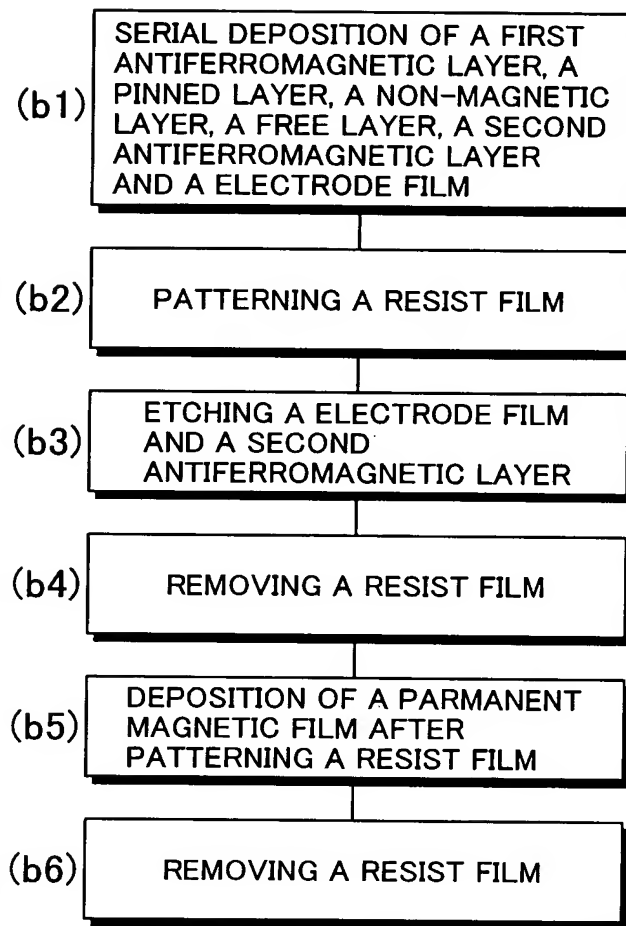 (b1)
SERIAL DEPOSITION OF A FIRST
ANTIFERROMAGNETIC LAYER, A
PINNED LAYER, A NON-MAGNETIC
LAYER, A FREE LAYER, A SECOND
ANTIFERROMAGNETIC LAYER
AND A ELECTRODE FILM
(b2)
PATTERNING A RESIST FILM
(b3)
ETCHING A ELECTRODE FILM
AND A SECOND
ANTIFERROMAGNETIC LAYER
(b4)
REMOVING A RESIST FILM
(b5)
DEPOSITION OF A PARMANENT
MAGNETIC FILM AFTER
PATTERNING A RESIST FILM
(b6)
REMOVING A RESIST FILM